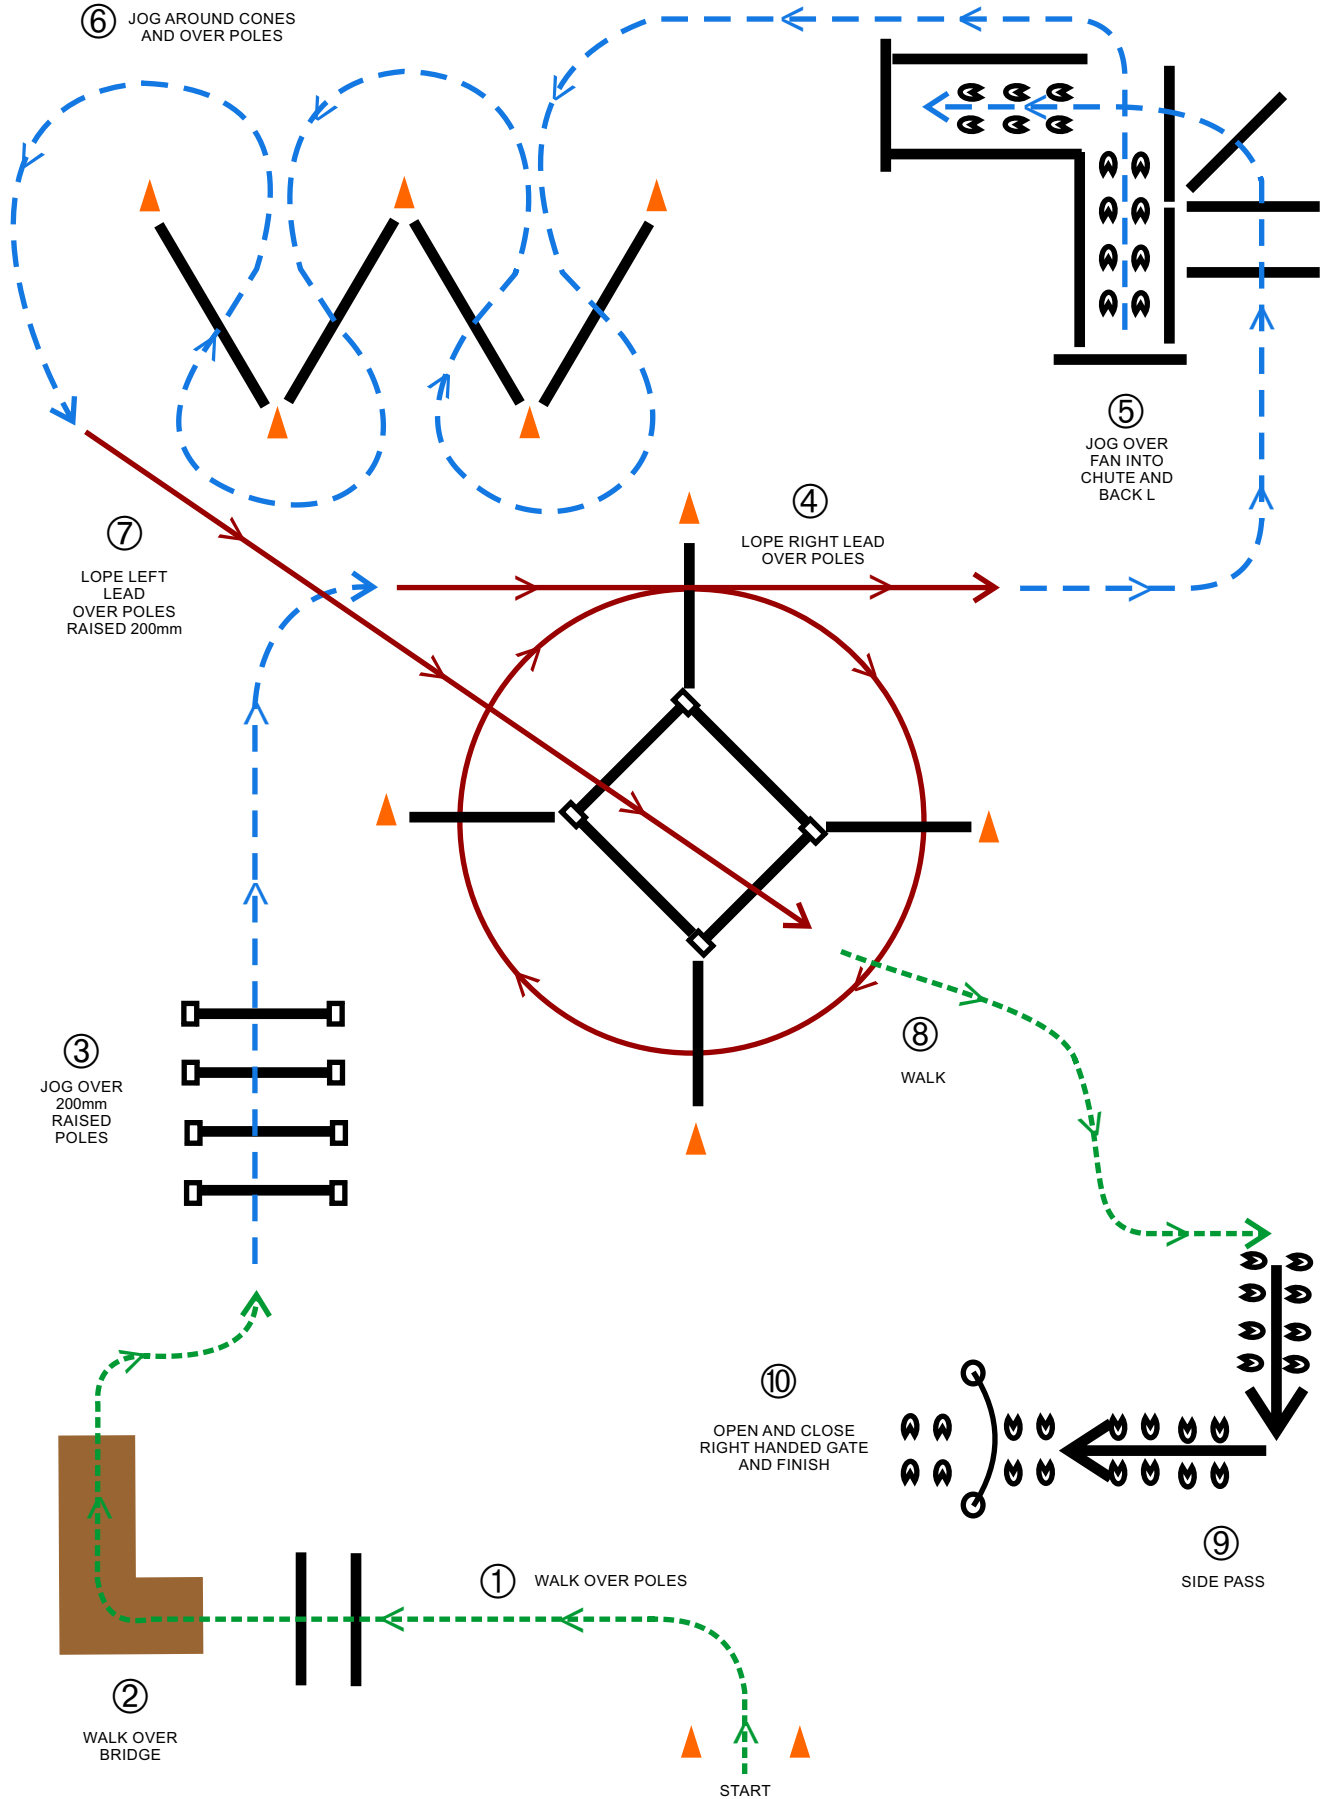 ⑥ JOG AROUND CONES
AND OVER POLES
⑤
JOG OVER
FAN INTO
CHUTE AND
BACK L
④
LOPE RIGHT LEAD
OVER POLES
⑦
LOPE LEFT
LEAD
OVER POLES
RAISED 200mm
③
JOG OVER
200mm
RAISED
POLES
⑧
WALK
⑩
OPEN AND CLOSE
RIGHT HANDED GATE
AND FINISH
⑨
SIDE PASS
① WALK OVER POLES
②
WALK OVER
BRIDGE
START